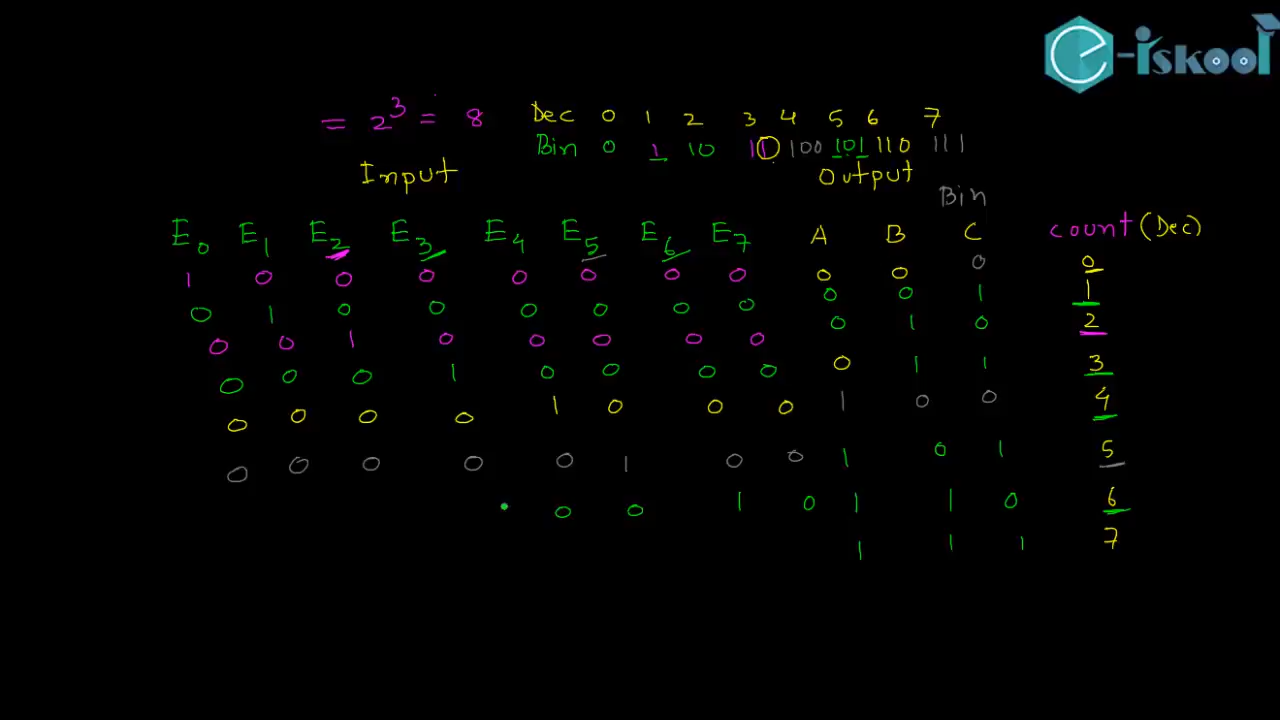 e-iskool
= 2³ = 8 Dec 0 1 2 3 4 5 6 7
Bin 0 1 10 11 100 101 110 111
Input Output
Bin
E₀ E₁ E₂ E₃ E₄ E₅ E₆ E₇ A B C count (Dec)
1 0 0 0 0 0 0 0 0 0 0 0
0 1 0 0 0 0 0 0 0 0 1 1
0 0 1 0 0 0 0 0 0 1 0 2
0 0 0 1 0 0 0 0 0 1 1 3
0 0 0 0 1 0 0 0 1 0 0 4
0 0 0 0 0 1 0 0 1 0 1 5
0 0 1 0 1 1 0 6
1 1 1 7